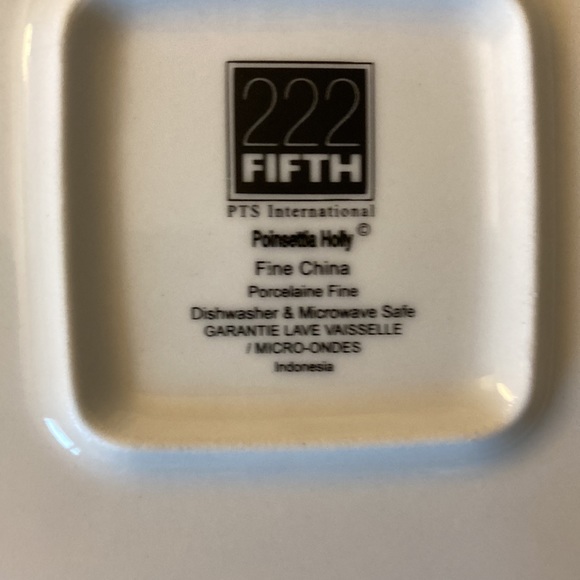 222
FIFTH
PTS International
Poinsettia Holly ©
Fine China
Porcelaine Fine
Dishwasher & Microwave Safe
GARANTIE LAVE VAISSELLE
/ MICRO-ONDES
Indonesia